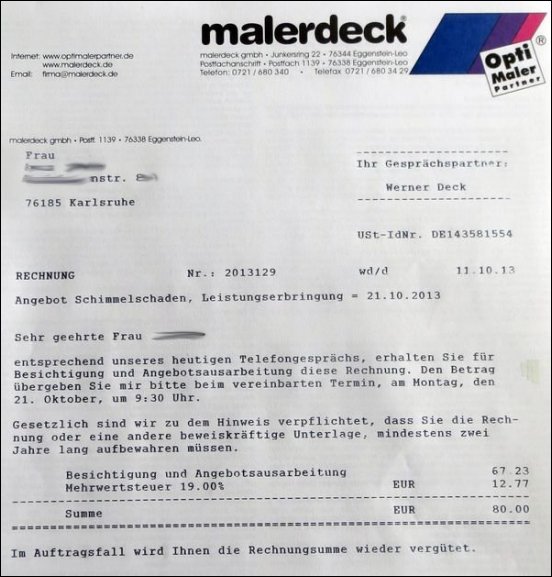 malerdeck®
Internet: www.optimalerpartner.de
www.malerdeck.de
Email: firma@malerdeck.de
malerdeck gmbh • Junkersring 22 • 76344 Eggenstein-Leo
Postfachanschrift • Postfach 1139 • 76338 Eggenstein-Leo
Telefon: 0721 / 680 340 • Telefax 0721 / 680 34 29
Opti
Maler
Partner
®
malerdeck gmbh • Postf. 1139 • 76338 Eggenstein-Leo.
Frau
nstr.
76185 Karlsruhe
Ihr Gesprächspartner:
Werner Deck
USt-IdNr. DE143581554
RECHNUNG Nr.: 2013129 wd/d 11.10.13
Angebot Schimmelschaden, Leistungserbringung = 21.10.2013
Sehr geehrte Frau
entsprechend unseres heutigen Telefongesprächs, erhalten Sie für
Besichtigung und Angebotsausarbeitung diese Rechnung. Den Betrag
übergeben Sie mir bitte beim vereinbarten Termin, am Montag, den
21. Oktober, um 9:30 Uhr.
Gesetzlich sind wir zu dem Hinweis verpflichtet, dass Sie die Rech-
nung oder eine andere beweiskräftige Unterlage, mindestens zwei
Jahre lang aufbewahren müssen.
Besichtigung und Angebotsausarbeitung 67.23
Mehrwertsteuer 19.00% EUR 12.77
Summe EUR 80.00
Im Auftragsfall wird Ihnen die Rechnungsumme wieder vergütet.